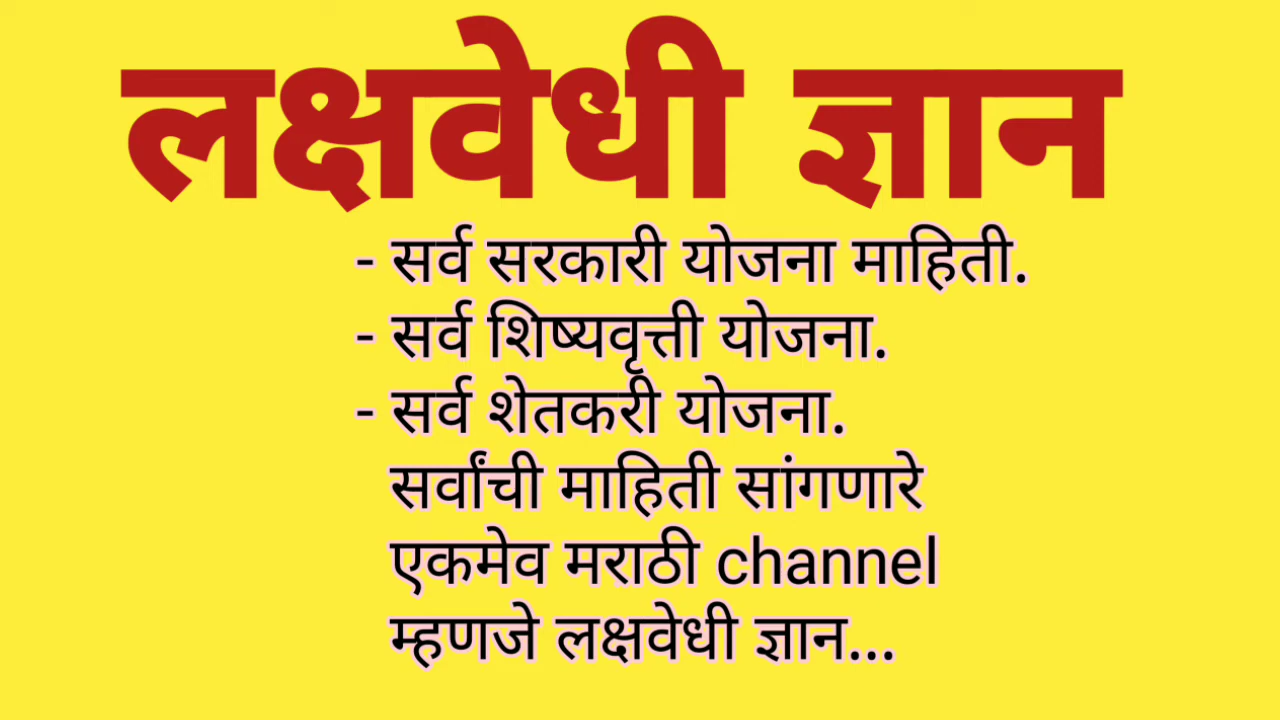 लक्षवेधी ज्ञान
- सर्व सरकारी योजना माहिती.
- सर्व शिष्यवृत्ती योजना.
- सर्व शेतकरी योजना.
सर्वांची माहिती सांगणारे
एकमेव मराठी channel
म्हणजे लक्षवेधी ज्ञान...